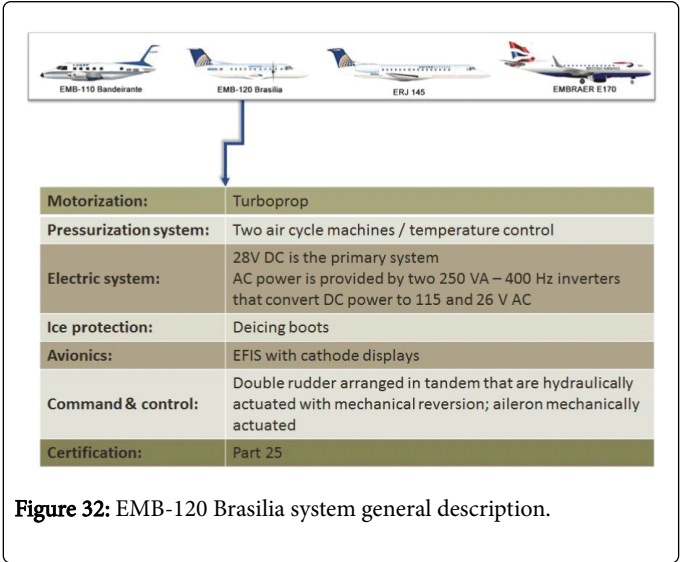 EMB-110 Bandeirante EMB-120 Brasilia ERJ 145 EMBRAER E170
Motorization: Turboprop
Pressurization system: Two air cycle machines / temperature control
28V DC is the primary system
Electric system: AC power is provided by two 250 VA – 400 Hz inverters
that convert DC power to 115 and 26 V AC
Ice protection: Deicing boots
Avionics: EFIS with cathode displays
Double rudder arranged in tandem that are hydraulically
Command & control: actuated with mechanical reversion; aileron mechanically
actuated
Certification: Part 25
Figure 32: EMB-120 Brasilia system general description.